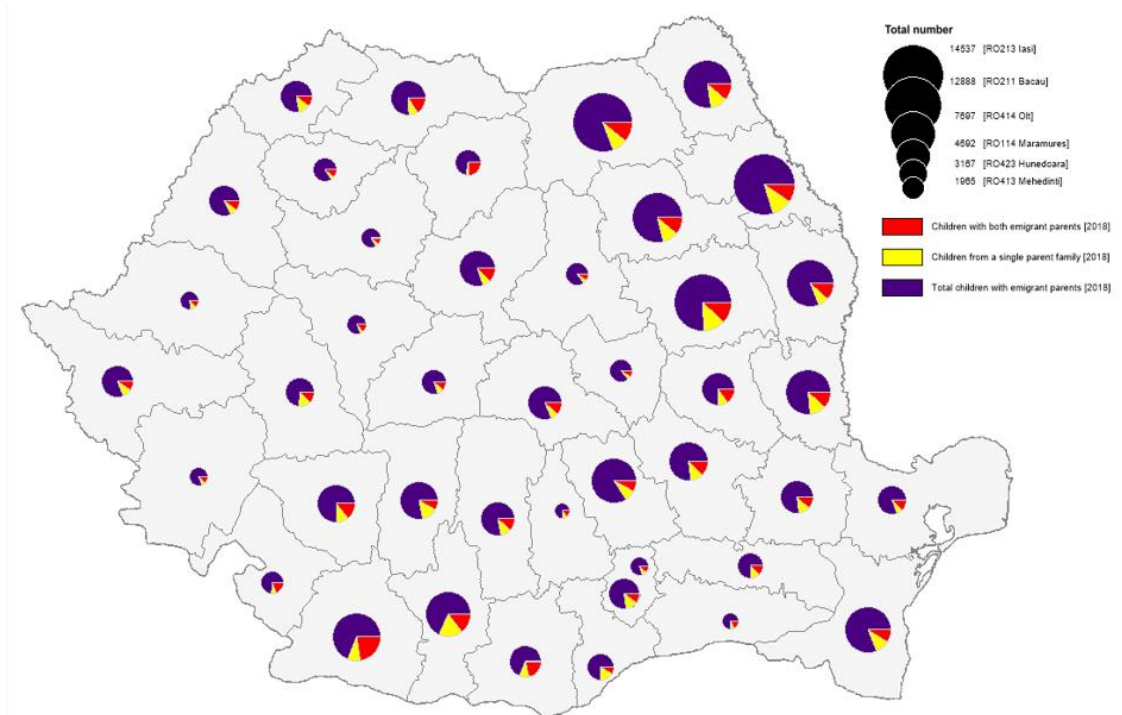 Total number
14537 [RO213 Iasi]
12888 [RO211 Bacau]
7697 [RO414 Olt]
4692 [RO114 Maramures]
3167 [RO423 Hunedoara]
1965 [RO413 Mehedinti]
Children with both emigrant parents [2018]
Children from a single parent family [2018]
Total children with emigrant parents [2018]